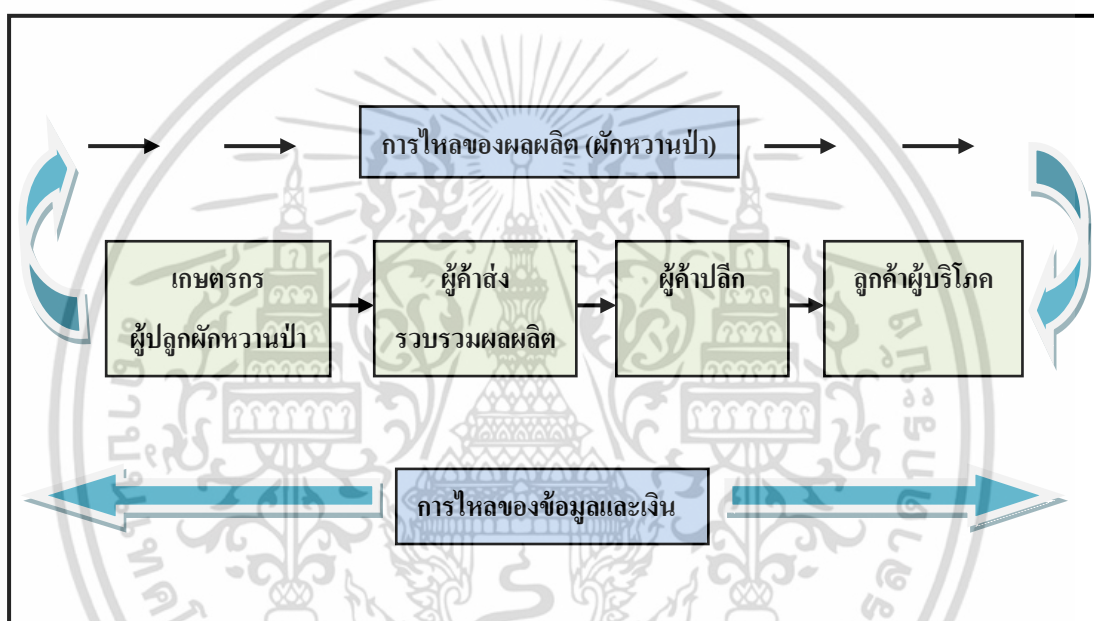 การไหลของผลผลิต (ผักหวานป่า)
เกษตรกร
ผู้ปลูกผักหวานป่า
ผู้ค้าส่ง
รวบรวมผลผลิต
ผู้ค้าปลีก
ลูกค้าผู้บริโภค
การไหลของข้อมูลและเงิน